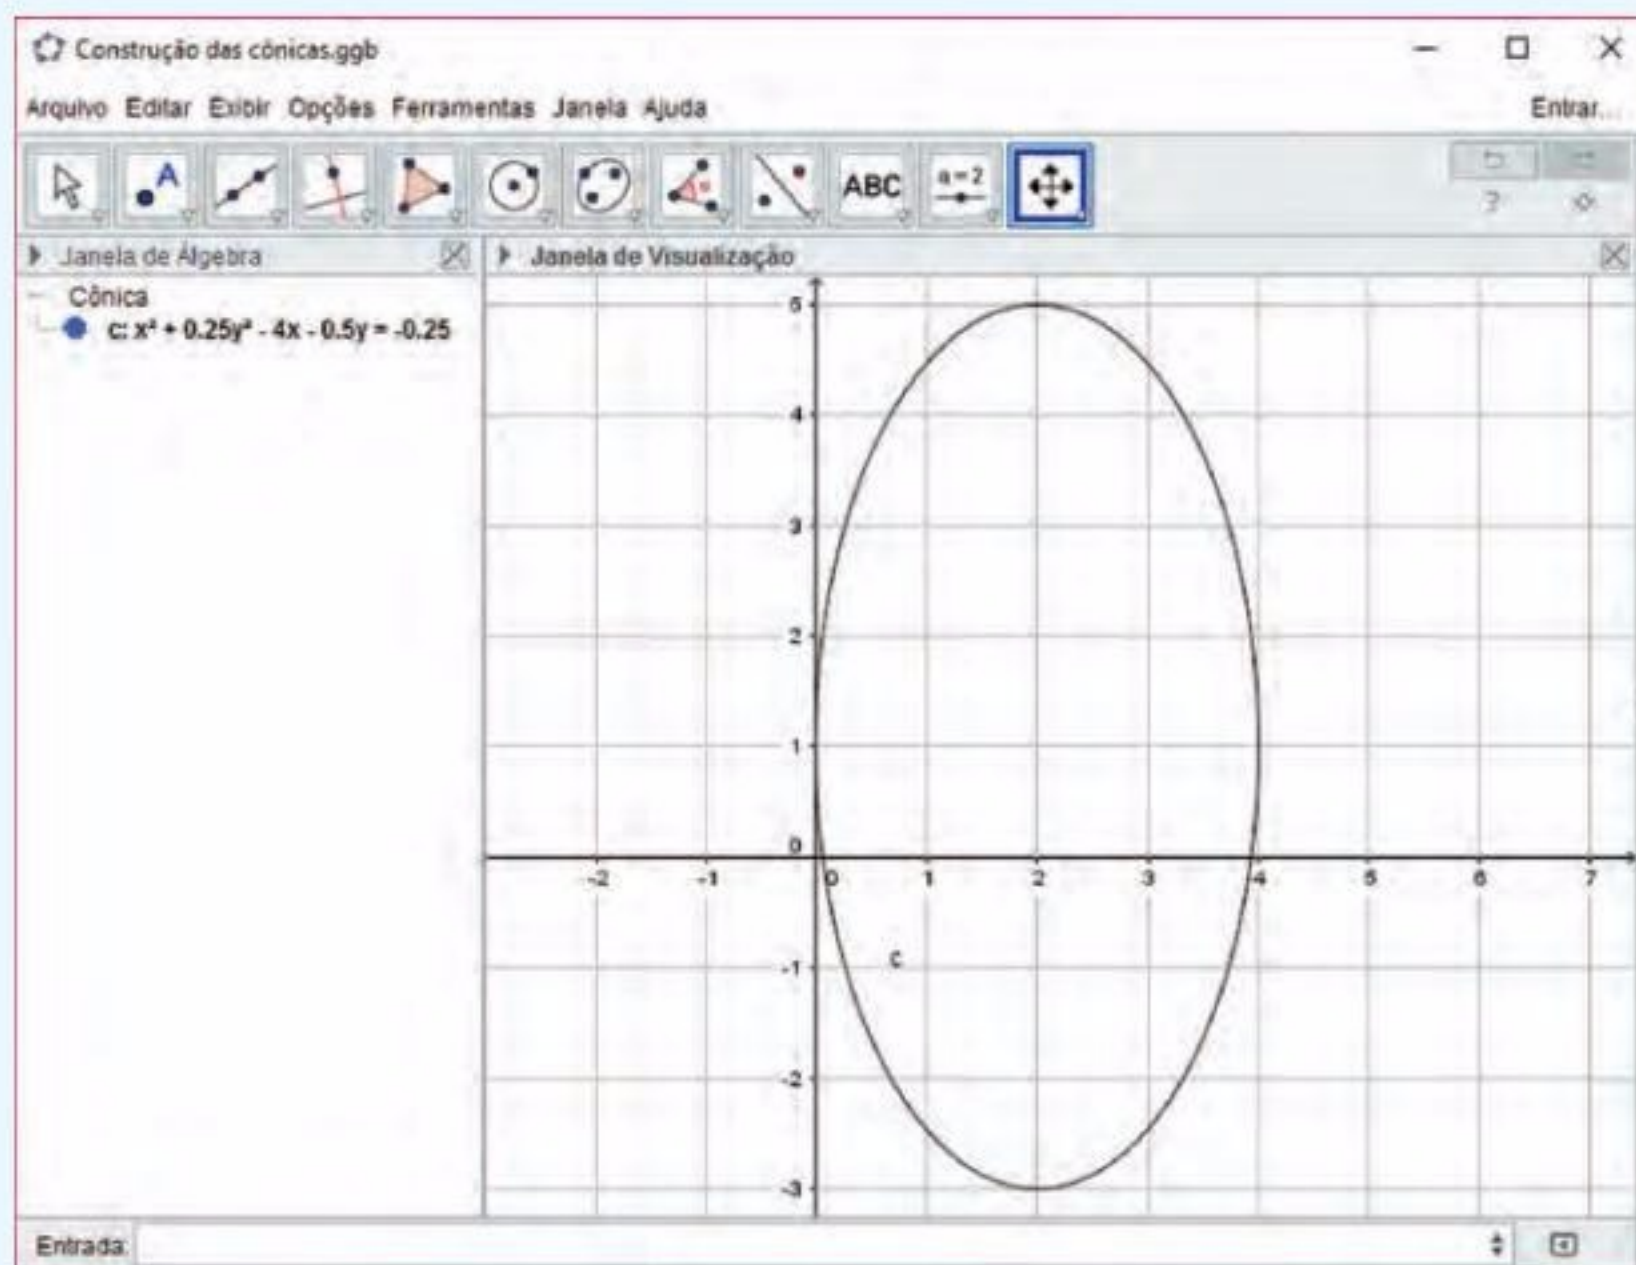 Construção das cônicas.ggb
Arquivo Editar Exibir Opções Ferramentas Janela Ajuda
Entrar...
A
ABC
a=2
?
Janela de Álgebra
Janela de Visualização
Cônica
c: x² + 0.25y² - 4x - 0.5y = -0.25
5
4
3
2
1
0
-2 -1 0 1 2 3 4 5 6 7
c
-1
-2
-3
Entrada: